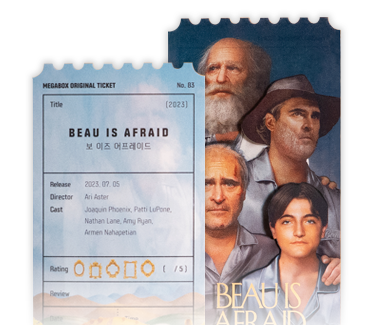 MEGABOX ORIGINAL TICKET No. 83
Title (2023)
BEAU IS AFRAID
보 이즈 어프레이드
Release 2023. 07. 05
Director Ari Aster
Cast Joaquin Phoenix, Patti LuPone,
Nathan Lane, Amy Ryan,
Armen Nahapetian
Rating ( /5)
Review
BEAU IS
AFRAID